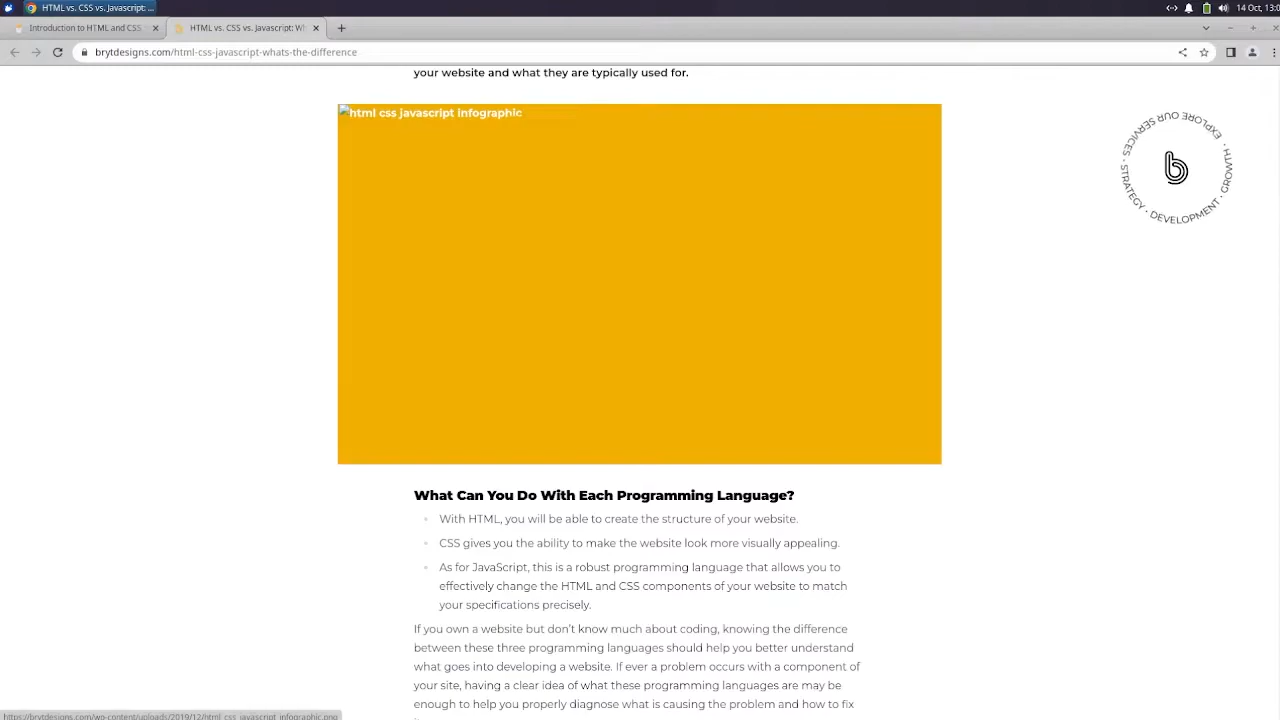 HTML vs. CSS vs. Javascript: ...
14 Oct, 13:0
Introduction to HTML and CSS
HTML vs. CSS vs. Javascript: Wh
brytdesigns.com/html-css-javascript-whats-the-difference
your website and what they are typically used for.
html css javascript infographic
EXPLORE OUR SERVICES · STRATEGY · DEVELOPMENT · GROWTH ·
b
What Can You Do With Each Programming Language?
With HTML, you will be able to create the structure of your website.
CSS gives you the ability to make the website look more visually appealing.
As for JavaScript, this is a robust programming language that allows you to
effectively change the HTML and CSS components of your website to match
your specifications precisely.
If you own a website but don't know much about coding, knowing the difference
between these three programming languages should help you better understand
what goes into developing a website. If ever a problem occurs with a component of
your site, having a clear idea of what these programming languages are may be
enough to help you properly diagnose what is causing the problem and how to fix
https://brytdesigns.com/wp-content/uploads/2019/12/html_css_javascript_infographic.png